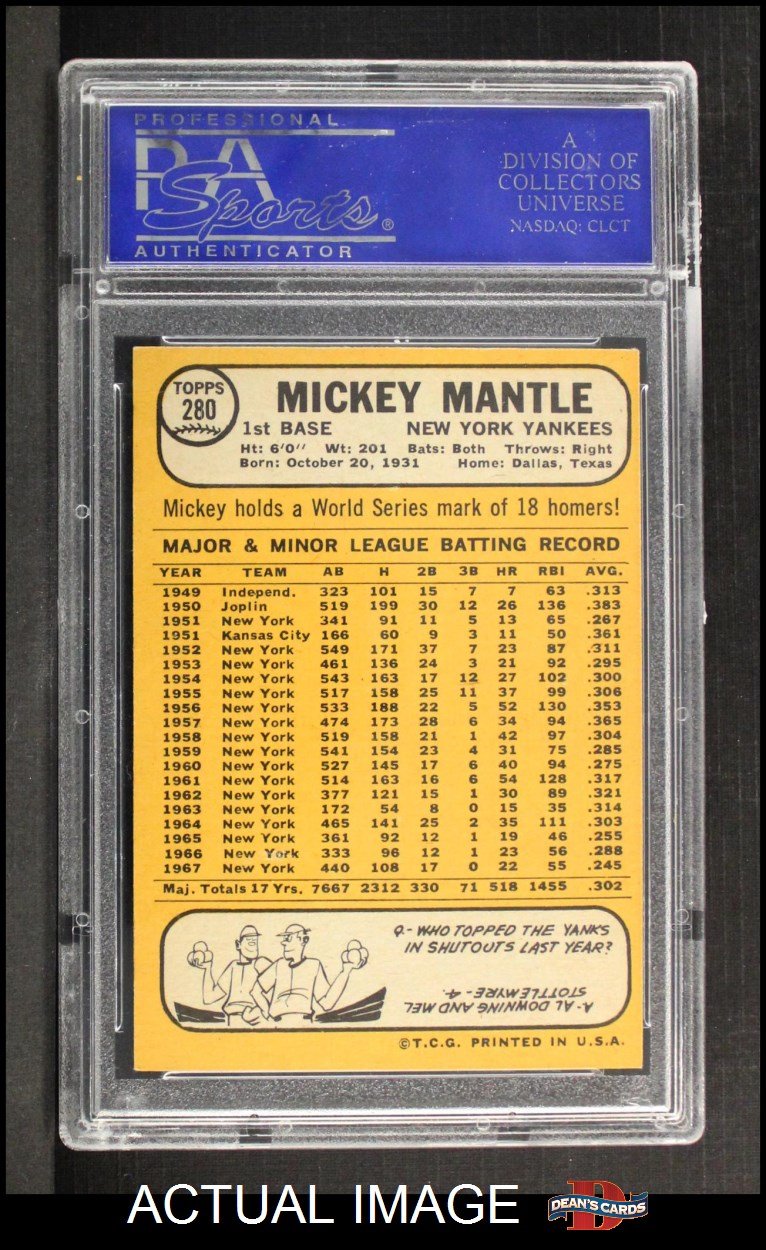 PROFESSIONAL
PSA
Sports®
AUTHENTICATOR
A
DIVISION OF
COLLECTORS
UNIVERSE
NASDAQ: CLCT
TOPPS
280
MICKEY MANTLE
1st BASE NEW YORK YANKEES
Ht: 6'0'' Wt: 201 Bats: Both Throws: Right
Born: October 20, 1931 Home: Dallas, Texas
Mickey holds a World Series mark of 18 homers!
MAJOR & MINOR LEAGUE BATTING RECORD
YEAR TEAM AB H 2B 3B HR RBI AVG.
1949 Independ. 323 101 15 7 7 63 .313
1950 Joplin 519 199 30 12 26 136 .383
1951 New York 341 91 11 5 13 65 .267
1951 Kansas City 166 60 9 3 11 50 .361
1952 New York 549 171 37 7 23 87 .311
1953 New York 461 136 24 3 21 92 .295
1954 New York 543 163 17 12 27 102 .300
1955 New York 517 158 25 11 37 99 .306
1956 New York 533 188 22 5 52 130 .353
1957 New York 474 173 28 6 34 94 .365
1958 New York 519 158 21 1 42 97 .304
1959 New York 541 154 23 4 31 75 .285
1960 New York 527 145 17 6 40 94 .275
1961 New York 514 163 16 6 54 128 .317
1962 New York 377 121 15 1 30 89 .321
1963 New York 172 54 8 0 15 35 .314
1964 New York 465 141 25 2 35 111 .303
1965 New York 361 92 12 1 19 46 .255
1966 New York 333 96 12 1 23 56 .288
1967 New York 440 108 17 0 22 55 .245
Maj. Totals 17 Yrs. 7667 2312 330 71 518 1455 .302
Q- WHO TOPPED THE YANKS
IN SHUTOUTS LAST YEAR?
A- AL DOWNING AND MEL
STOTTLEMYRE - 4.
©T.C.G. PRINTED IN U.S.A.
ACTUAL IMAGE
D
DEAN'S CARDS